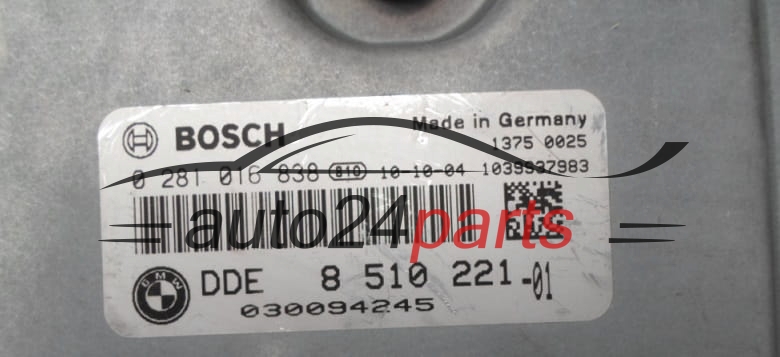 BOSCH Made in Germany
1375 0025
0 281 016 838 810 10-10-04 1039S37983
auto24parts
BMW DDE 8 510 221-01
030094245